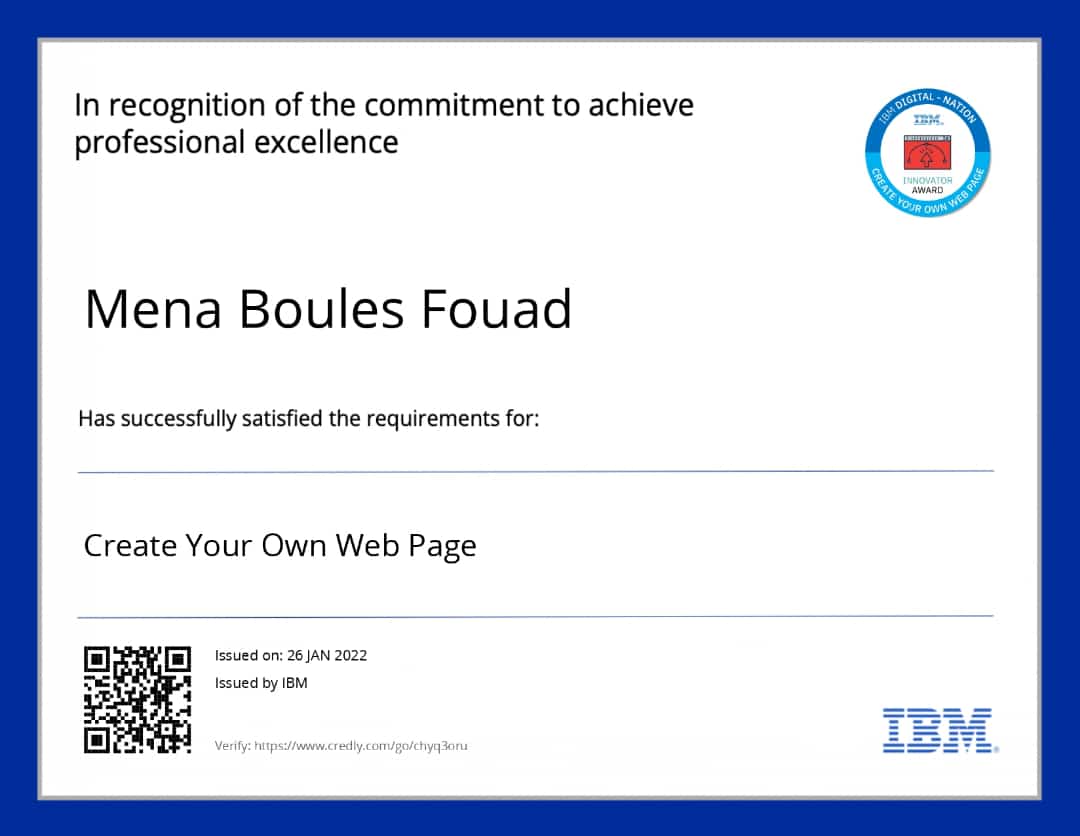 In recognition of the commitment to achieve
professional excellence
IBM DIGITAL - NATION
IBM.
INNOVATOR
AWARD
CREATE YOUR OWN WEB PAGE
Mena Boules Fouad
Has successfully satisfied the requirements for:
Create Your Own Web Page
Issued on: 26 JAN 2022
Issued by IBM
Verify: https://www.credly.com/go/chyq3oru
IBM®